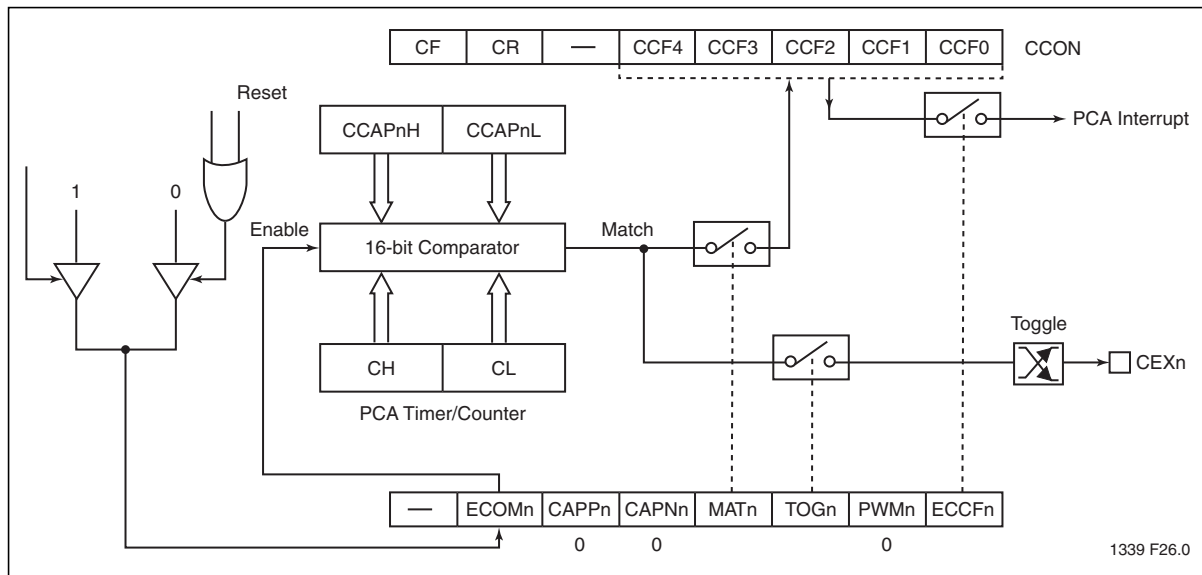 CF CR — CCF4 CCF3 CCF2 CCF1 CCF0 CCON
Reset
CCAPnH CCAPnL
PCA Interrupt
1 0
Enable
16-bit Comparator
Match
Toggle
CH CL
CEXn
PCA Timer/Counter
— ECOMn CAPPn CAPNn MATn TOGn PWMn ECCFn
0 0 0
1339 F26.0